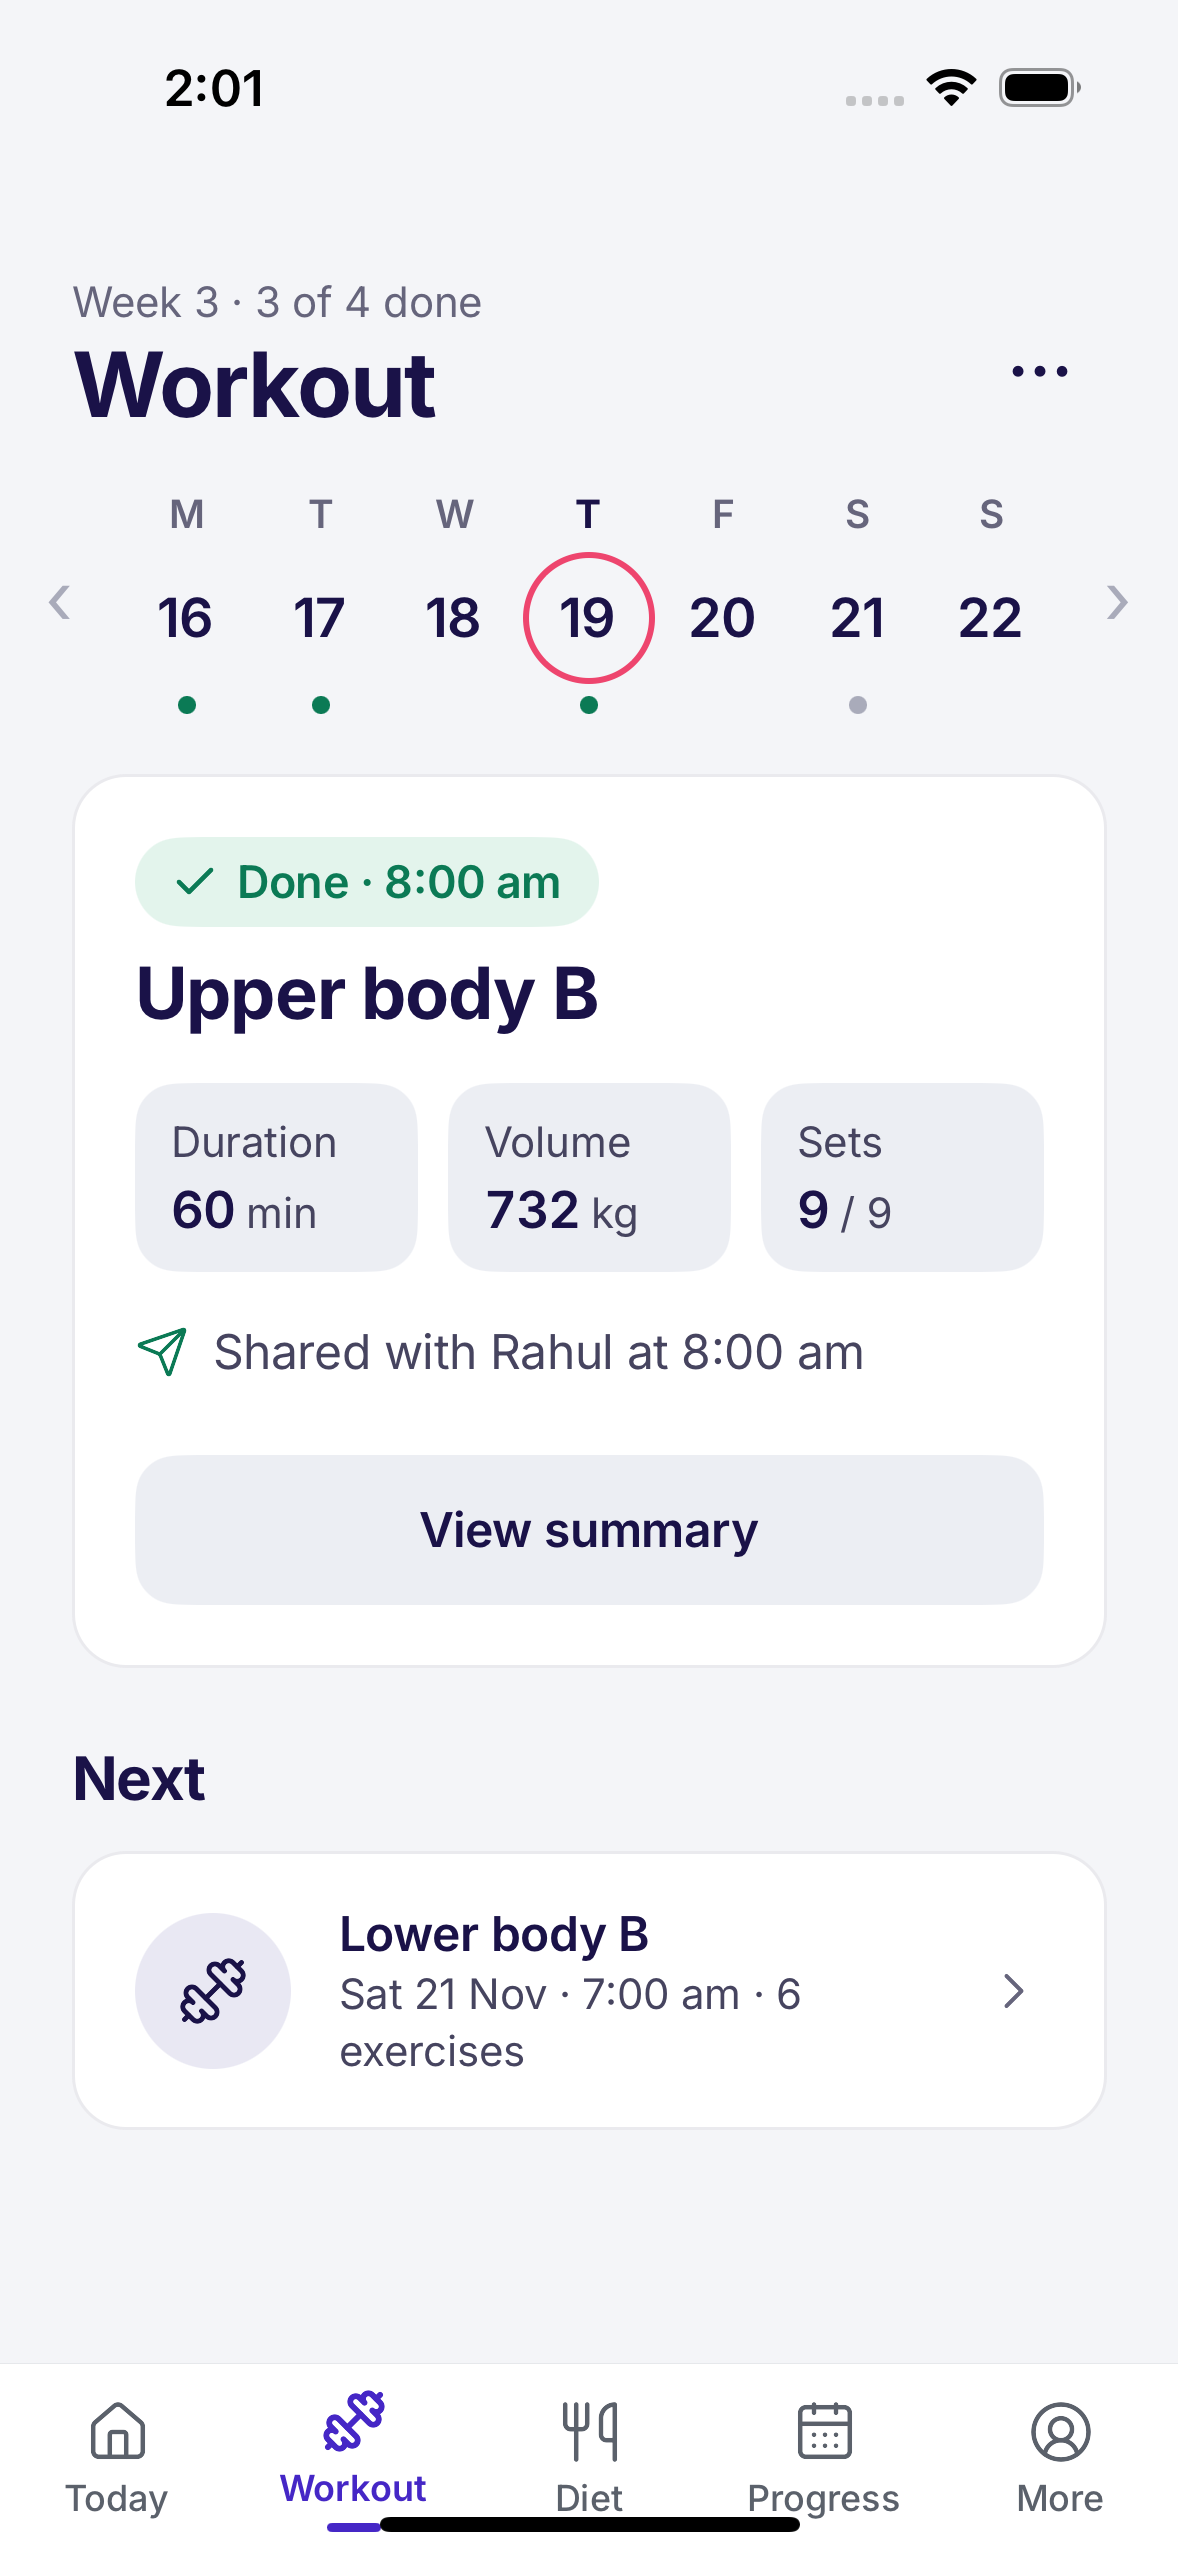 2:01
Week 3 · 3 of 4 done
Workout
M T W T F S S
16 17 18 19 20 21 22
Done · 8:00 am
Upper body B
Duration Volume Sets
60 min 732 kg 9 / 9
Shared with Rahul at 8:00 am
View summary
Next
Lower body B
Sat 21 Nov · 7:00 am · 6
exercises
Today Workout Diet Progress More